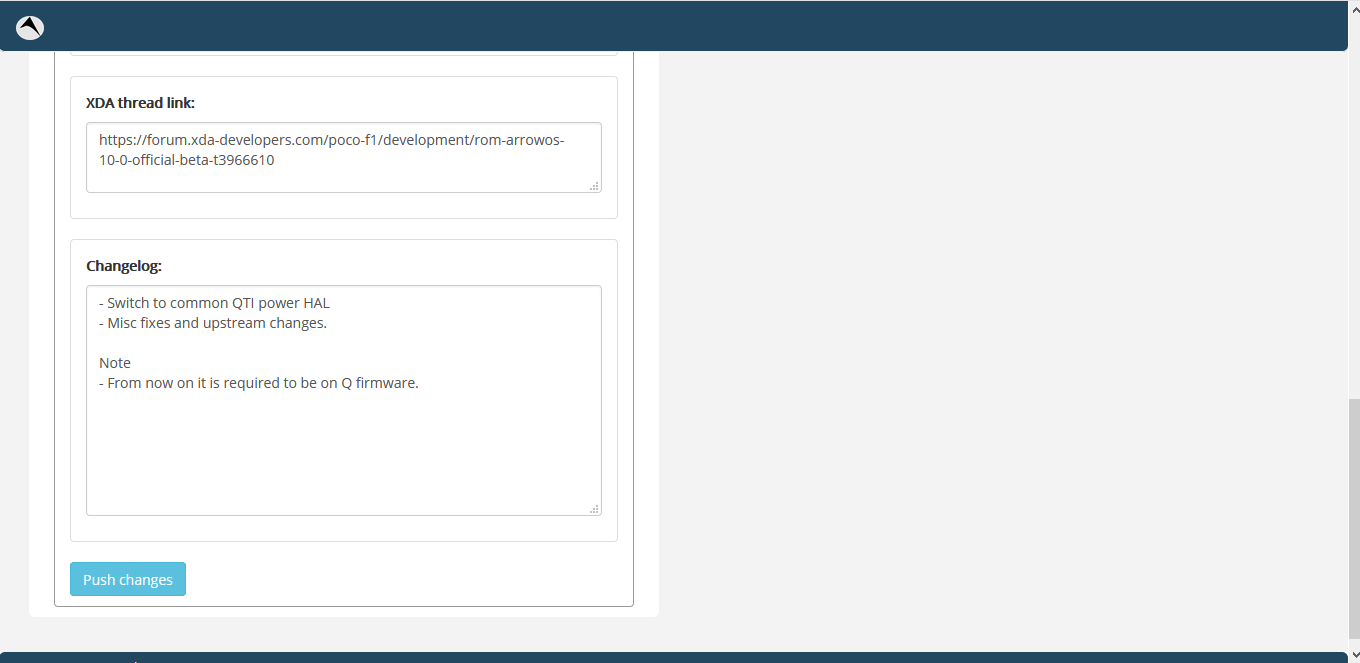 XDA thread link:
https://forum.xda-developers.com/poco-f1/development/rom-arrowos-
10-0-official-beta-t3966610
Changelog:
- Switch to common QTI power HAL
- Misc fixes and upstream changes.
Note
- From now on it is required to be on Q firmware.
Push changes